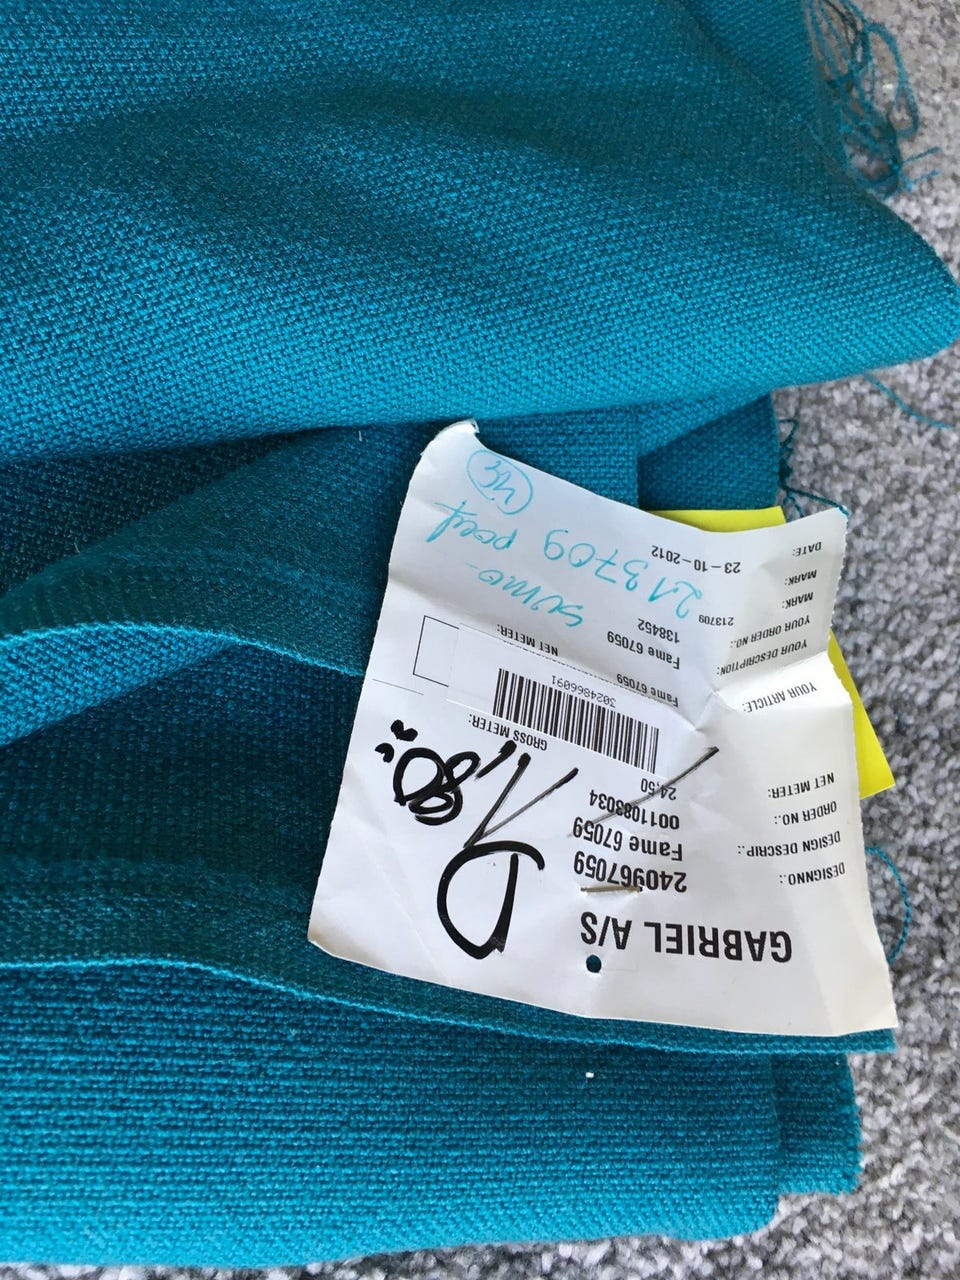 GABRIEL A/S
DESIGNNO.: 240967059
DESIGN DESCRIP.: Fame 67059
ORDER NO.: 0011083034
NET METER: 24,50
D
1,80
GROSS METER:
3024866091
YOUR ARTICLE: Fame 67059
NET METER:
YOUR DESCRIPTION: Fame 67059
YOUR ORDER NO.: 138452
MARK: 213709
MARK:
DATE: 23-10-2012
sumo-
213709